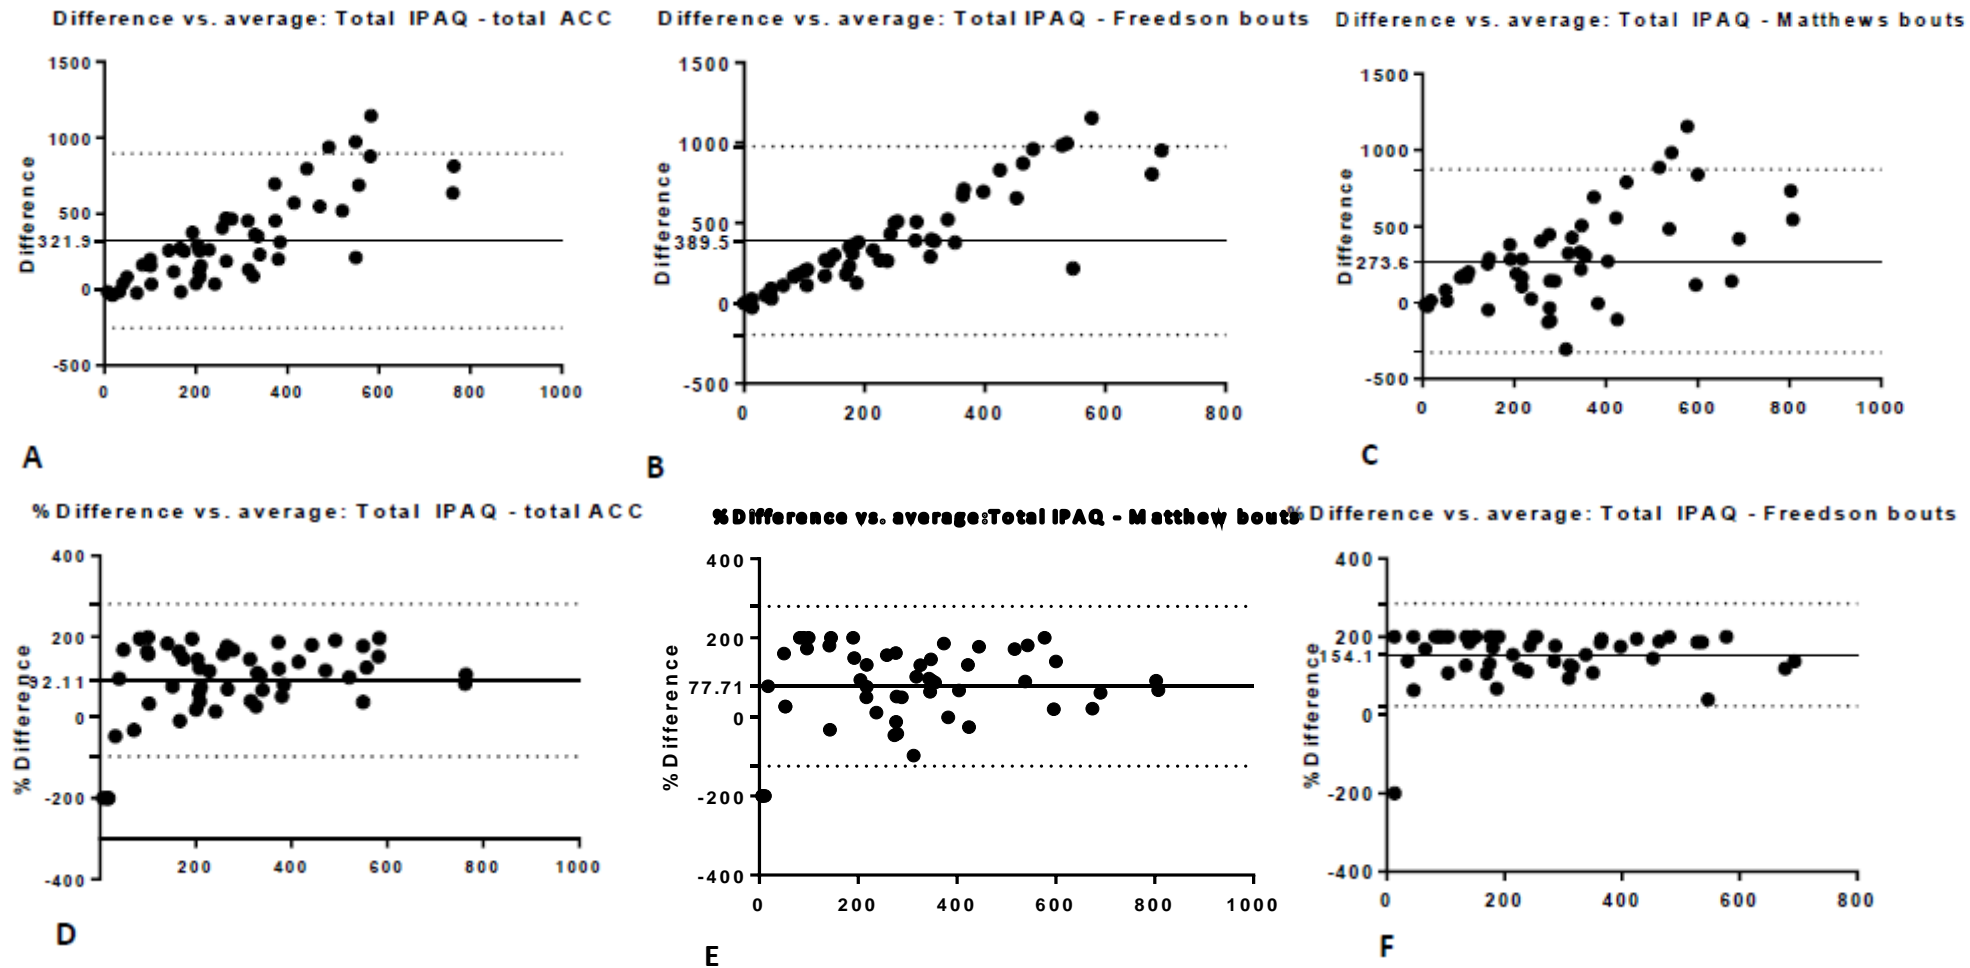 Difference vs. average: Total IPAQ - total ACC
Difference
1500
1000
500
321.9
0
-500
0 200 400 600 800 1000
A
Difference vs. average: Total IPAQ - Freedson bouts
Difference
1500
1000
500
389.5
0
-500
0 200 400 600 800
B
Difference vs. average: Total IPAQ - Matthews bouts
Difference
1500
1000
500
273.6
0
-500
0 200 400 600 800 1000
C
%Difference vs. average: Total IPAQ - total ACC
%Difference
400
200
92.11
0
-200
-400
200 400 600 800 1000
D
%Difference vs. average:Total IPAQ - Matthew bouts
%Difference
400
200
77.71
0
-200
-400
0 200 400 600 800 1000
E
%Difference vs. average: Total IPAQ - Freedson bouts
%Difference
400
200
154.1
0
-200
-400
0 200 400 600 800
F